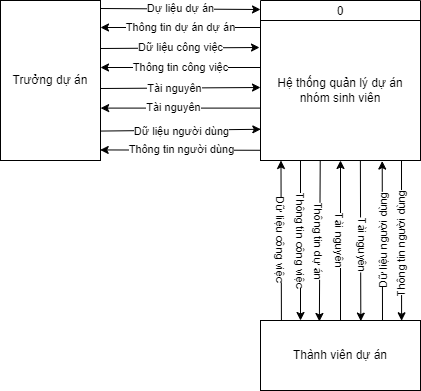 Dự liệu dự án
0
Thông tin dự án dự án
Dữ liệu công việc
Thông tin công việc
Trưởng dự án
Tài nguyên
Hệ thống quản lý dự án
nhóm sinh viên
Tài nguyên
Dữ liệu người dùng
Thông tin người dùng
Dữ liệu công việc
Thông tin công việc
Thông tin dự án
Tài nguyên
Tài nguyên
Dữ liệu người dùng
Thông tin người dùng
Thành viên dự án